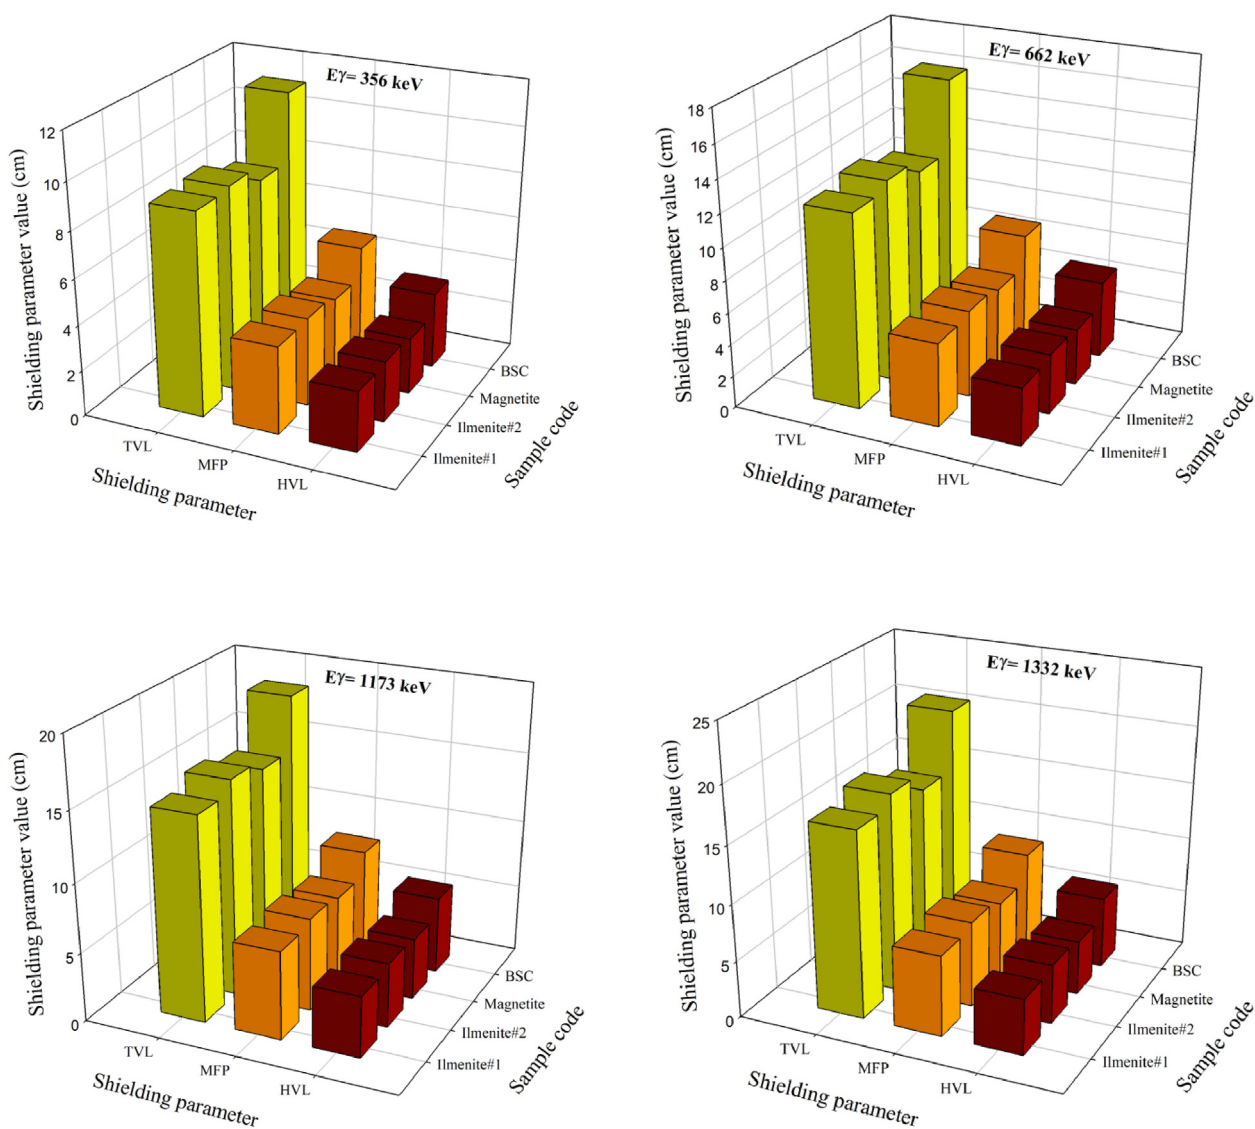 Eγ= 356 keV
Shielding parameter value (cm)
12
10
8
6
4
2
0
TVL
MFP
HVL
Shielding parameter
BSC
Magnetite
Ilmenite#2
Ilmenite#1
Sample code
Eγ= 662 keV
Shielding parameter value (cm)
18
16
14
12
10
8
6
4
2
0
TVL
MFP
HVL
Shielding parameter
BSC
Magnetite
Ilmenite#2
Ilmenite#1
Sample code
Eγ= 1173 keV
Shielding parameter value (cm)
20
15
10
5
0
TVL
MFP
HVL
Shielding parameter
BSC
Magnetite
Ilmenite#2
Ilmenite#1
Sample code
Eγ= 1332 keV
Shielding parameter value (cm)
25
20
15
10
5
0
TVL
MFP
HVL
Shielding parameter
BSC
Magnetite
Ilmenite#2
Ilmenite#1
Sample code